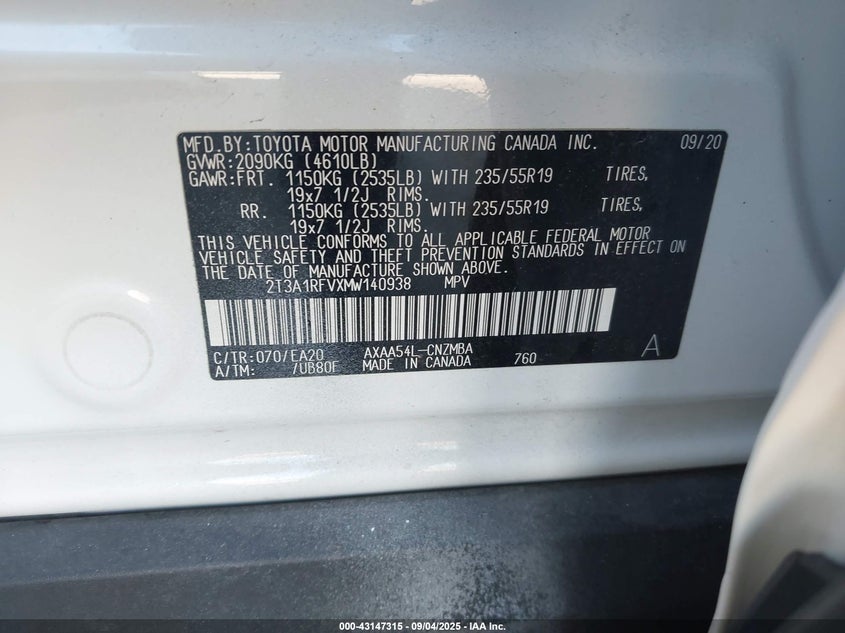 MFD.BY:TOYOTA MOTOR MANUFACTURING CANADA INC. 09/20
GVWR:2090KG (4610LB)
GAWR:FRT. 1150KG (2535LB) WITH 235/55R19 TIRES,
19x7 1/2J RIMS.
RR. 1150KG (2535LB) WITH 235/55R19 TIRES,
19x7 1/2J RIMS.
THIS VEHICLE CONFORMS TO ALL APPLICABLE FEDERAL MOTOR
VEHICLE SAFETY AND THEFT PREVENTION STANDARDS IN EFFECT ON
THE DATE OF MANUFACTURE SHOWN ABOVE.
2T3A1RFVXMW140938 MPV
C/TR:070/EA20 AXAA54L-CNZMBA A
A/TM: /UB80F MADE IN CANADA 760
000-43147315 - 09/04/2025 - IAA Inc.